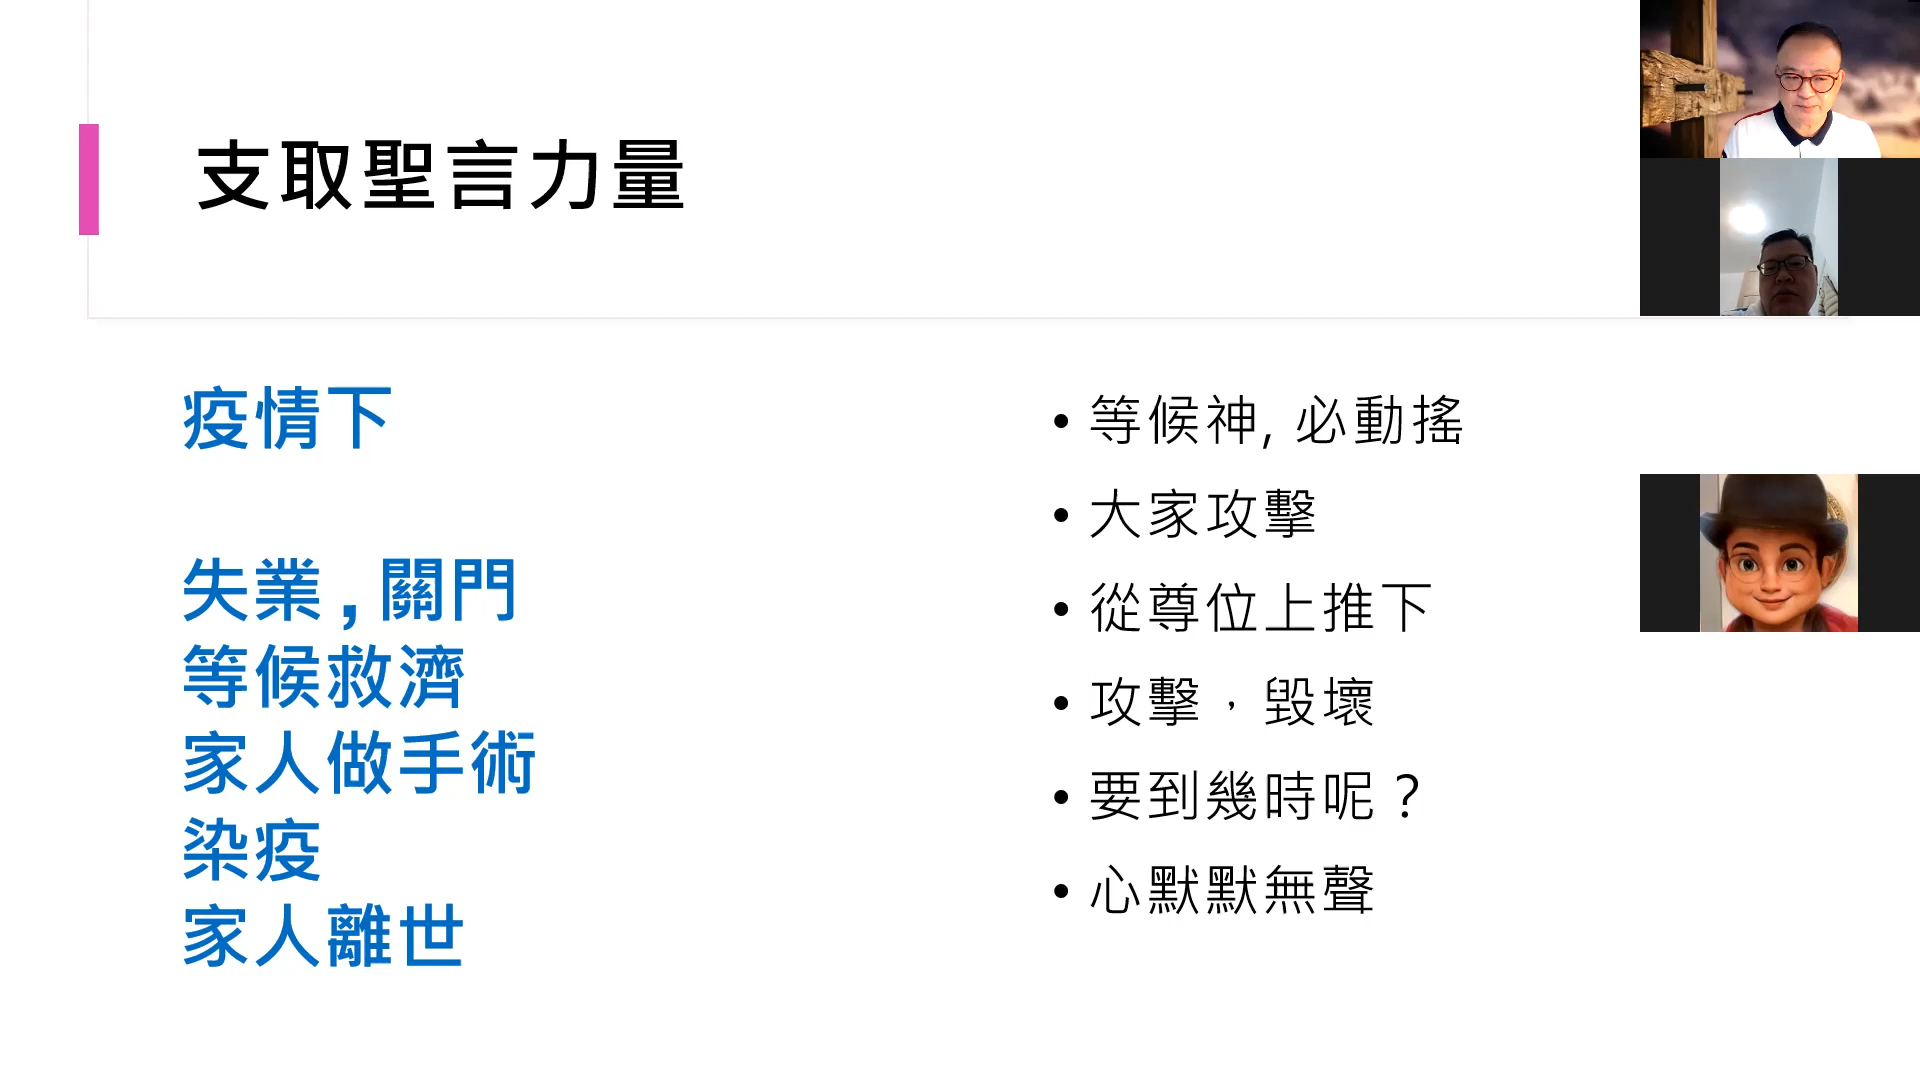 支取聖言力量
疫情下
失業,關門
等候救濟
家人做手術
染疫
家人離世
• 等候神, 必動搖
• 大家攻擊
• 從尊位上推下
• 攻擊，毀壞
• 要到幾時呢？
• 心默默無聲